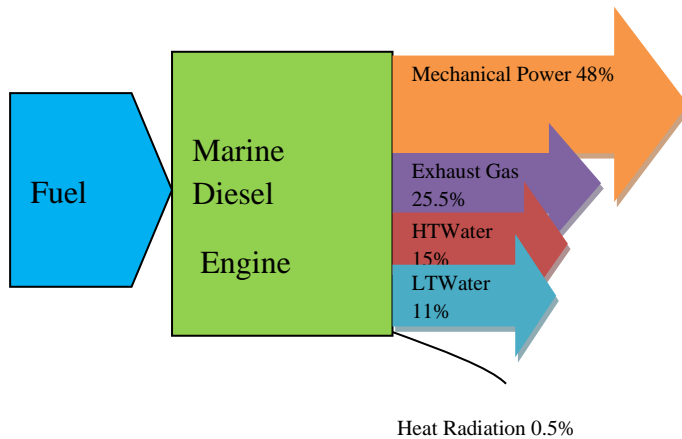 Fuel
Marine
Diesel
Engine
Mechanical Power 48%
Exhaust Gas
25.5%
HTWater
15%
LTWater
11%
Heat Radiation 0.5%